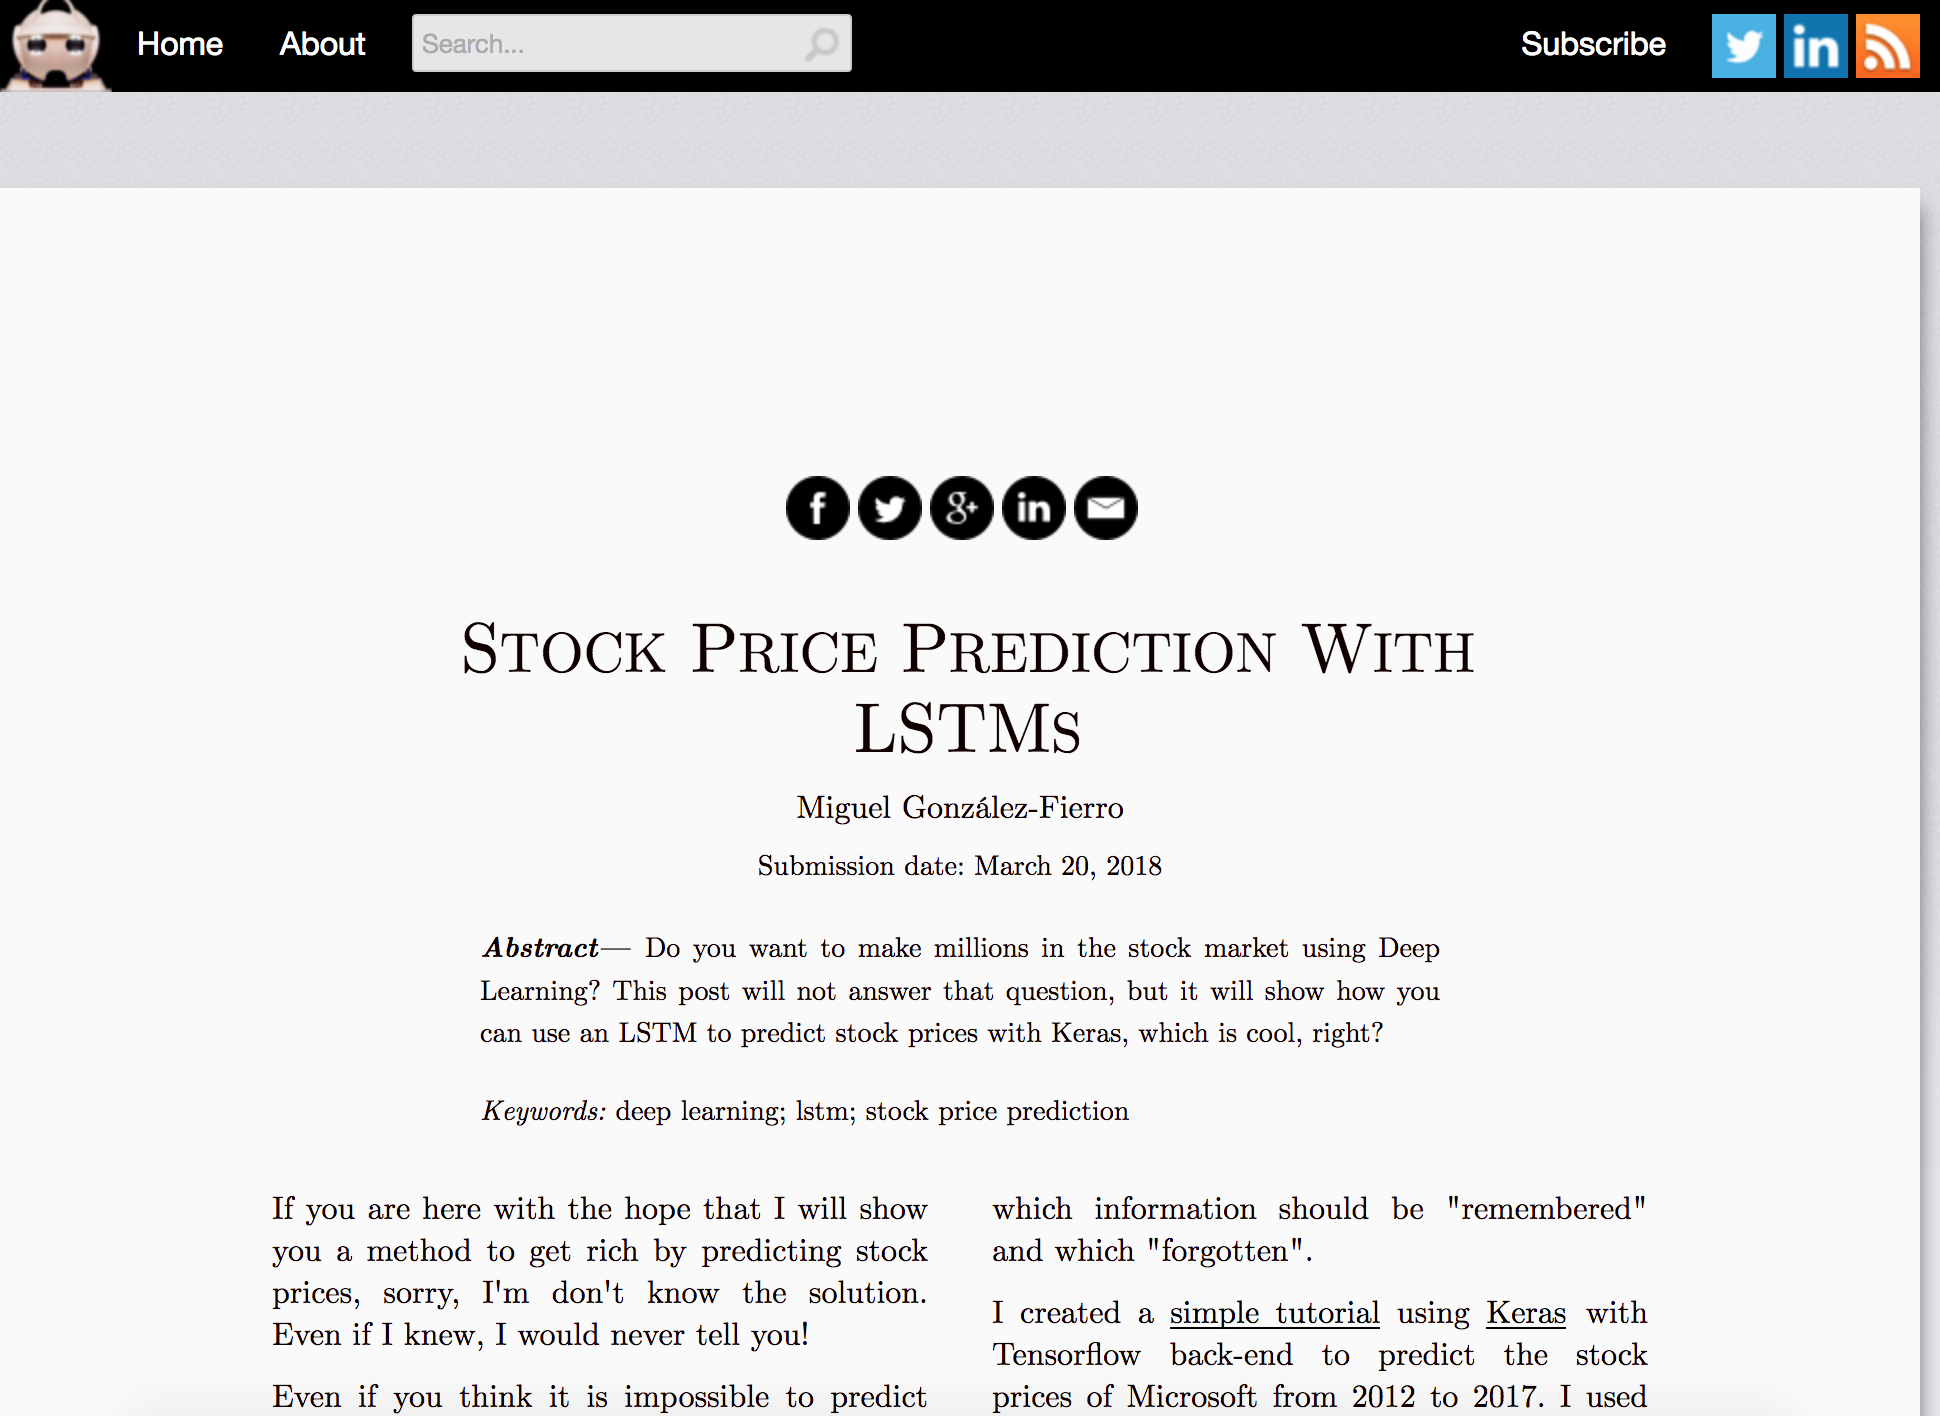 Home
About
Search...
Subscribe
Stock Price Prediction With
LSTMs
Miguel González-Fierro
Submission date: March 20, 2018
Abstract— Do you want to make millions in the stock market using Deep
Learning? This post will not answer that question, but it will show how you
can use an LSTM to predict stock prices with Keras, which is cool, right?
Keywords: deep learning; lstm; stock price prediction
If you are here with the hope that I will show
you a method to get rich by predicting stock
prices, sorry, I'm don't know the solution.
Even if I knew, I would never tell you!
Even if you think it is impossible to predict
which information should be "remembered"
and which "forgotten".
I created a simple tutorial using Keras with
Tensorflow back-end to predict the stock
prices of Microsoft from 2012 to 2017. I used